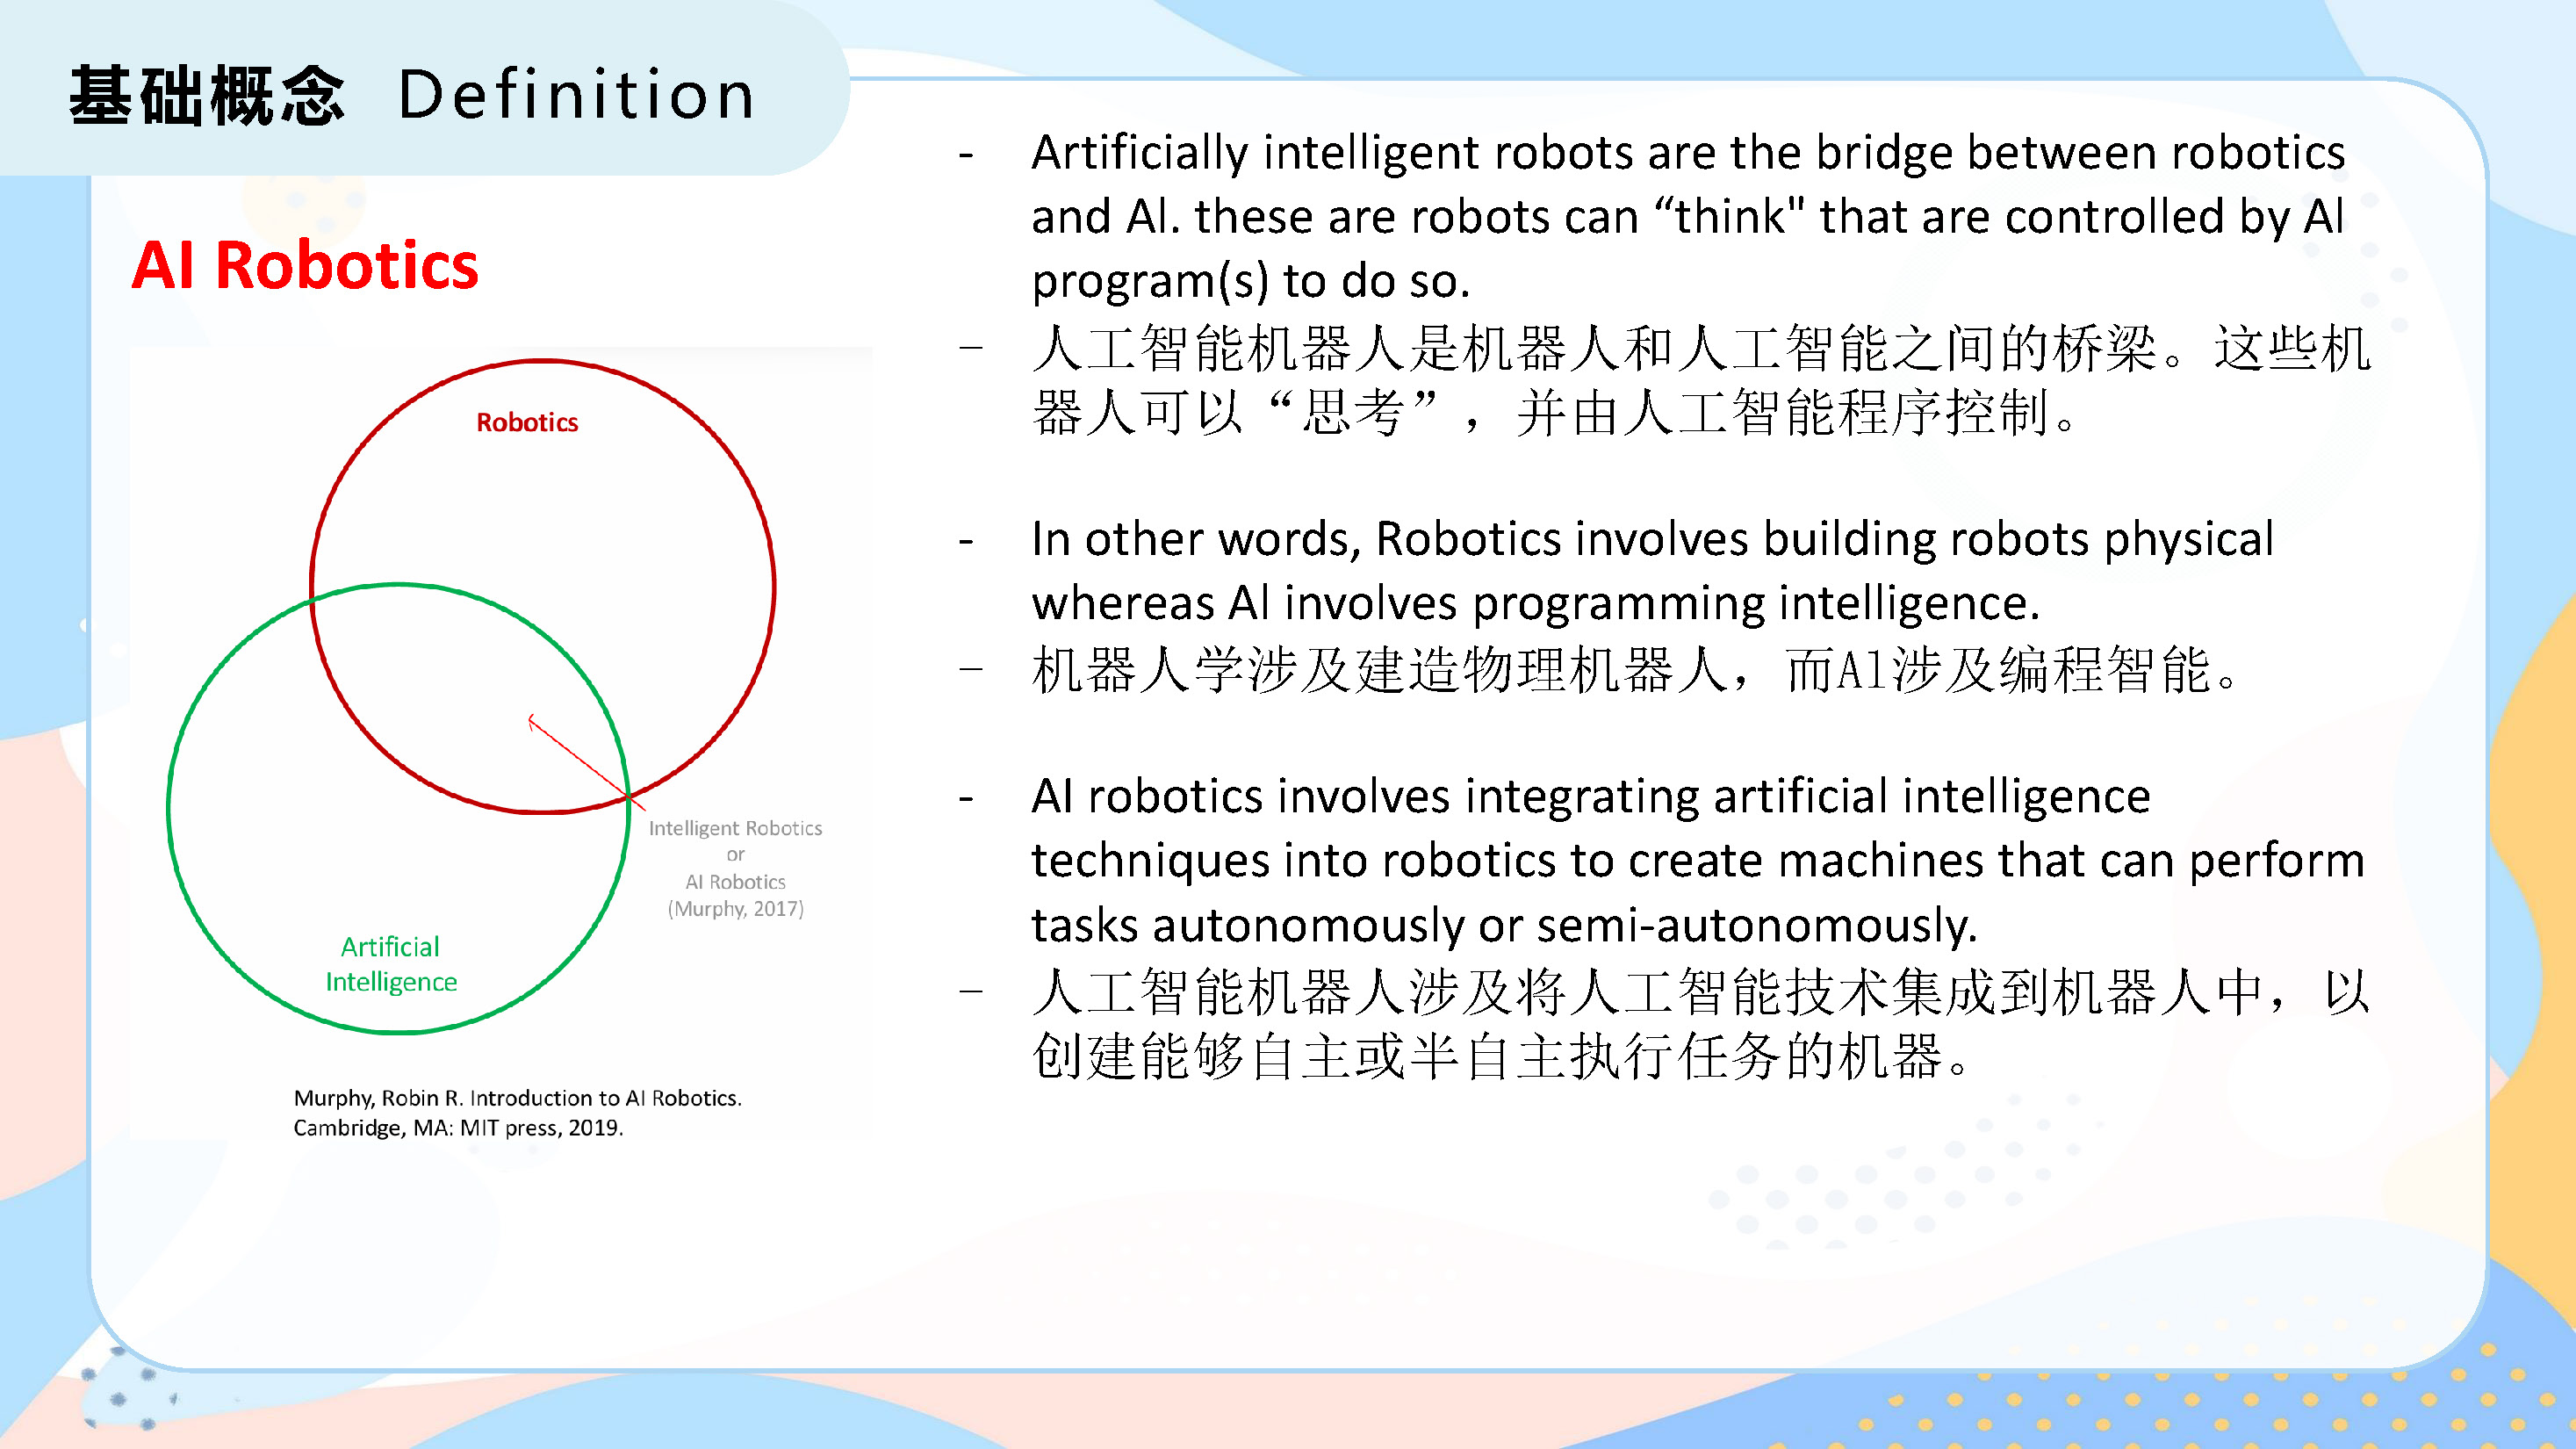 基础概念 Definition
AI Robotics
Robotics
Intelligent Robotics
or
AI Robotics
(Murphy, 2017)
Artificial
Intelligence
Murphy, Robin R. Introduction to AI Robotics.
Cambridge, MA: MIT press, 2019.
- Artificially intelligent robots are the bridge between robotics
and Al. these are robots can “think" that are controlled by Al
program(s) to do so.
- 人工智能机器人是机器人和人工智能之间的桥梁。这些机
器人可以“思考”，并由人工智能程序控制。
- In other words, Robotics involves building robots physical
whereas Al involves programming intelligence.
- 机器人学涉及建造物理机器人，而Al涉及编程智能。
- AI robotics involves integrating artificial intelligence
techniques into robotics to create machines that can perform
tasks autonomously or semi-autonomously.
- 人工智能机器人涉及将人工智能技术集成到机器人中，以
创建能够自主或半自主执行任务的机器。